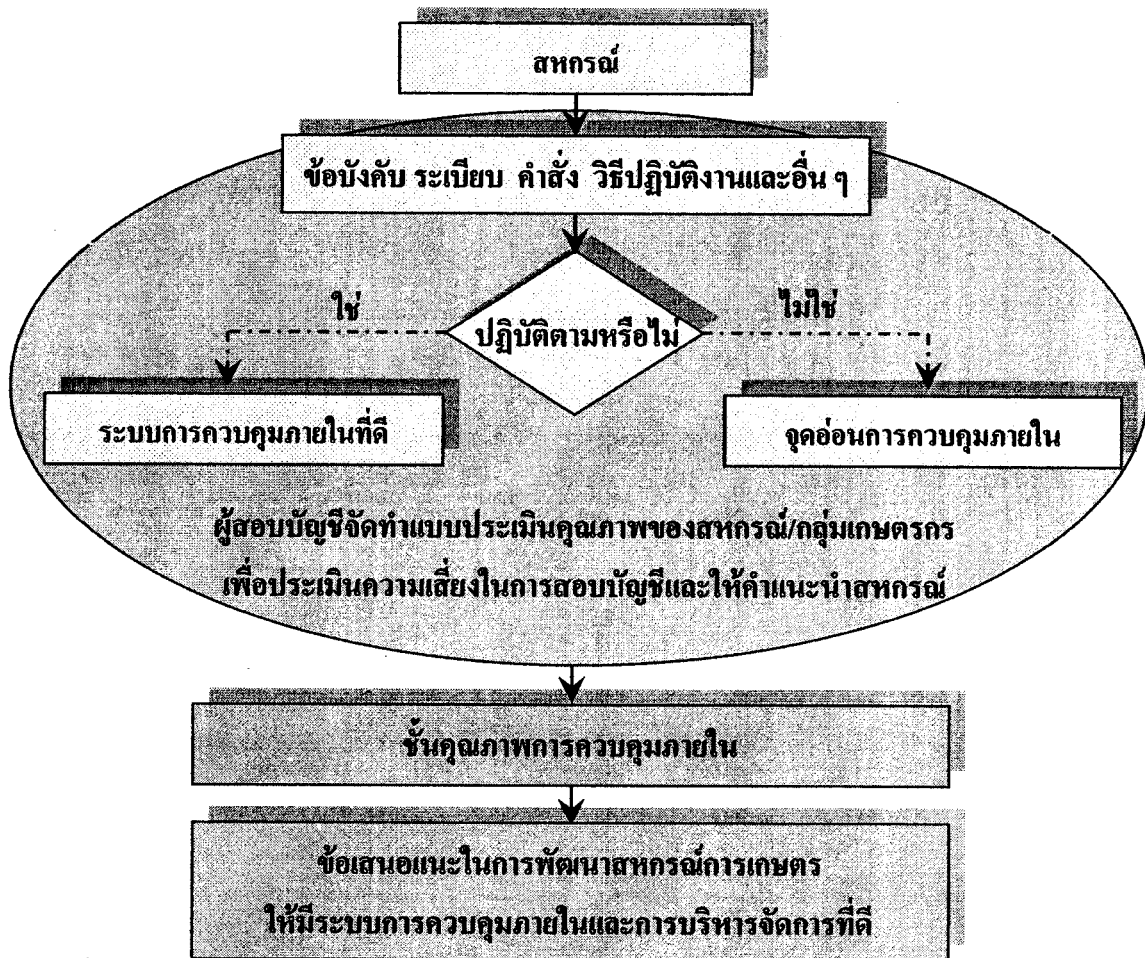 สหกรณ์
ข้อบังคับ ระเบียบ คำสั่ง วิธีปฏิบัติงานและอื่น ๆ
ปฏิบัติตามหรือไม่
ใช่
ไม่ใช่
ระบบการควบคุมภายในที่ดี
จุดอ่อนการควบคุมภายใน
ผู้สอบบัญชีจัดทำแบบประเมินคุณภาพของสหกรณ์/กลุ่มเกษตรกร
เพื่อประเมินความเสี่ยงในการสอบบัญชีและให้คำแนะนำสหกรณ์
ชั้นคุณภาพการควบคุมภายใน
ข้อเสนอแนะในการพัฒนาสหกรณ์การเกษตร
ให้มีระบบการควบคุมภายในและการบริหารจัดการที่ดี